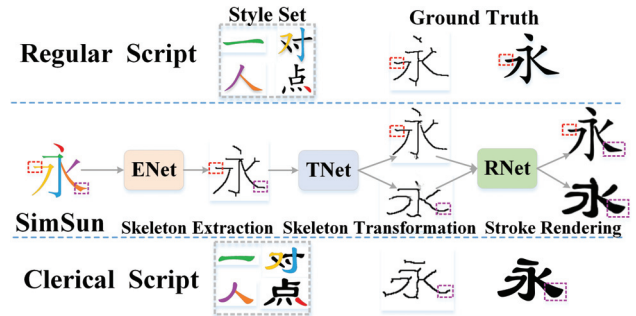 Style Set
Ground Truth
Regular Script
一 对
人 点
永 永
永
SimSun
ENet
永
TNet
永
永
RNet
永
永
Skeleton Extraction
Skeleton Transformation
Stroke Rendering
Clerical Script
一 对
人 点
永 永